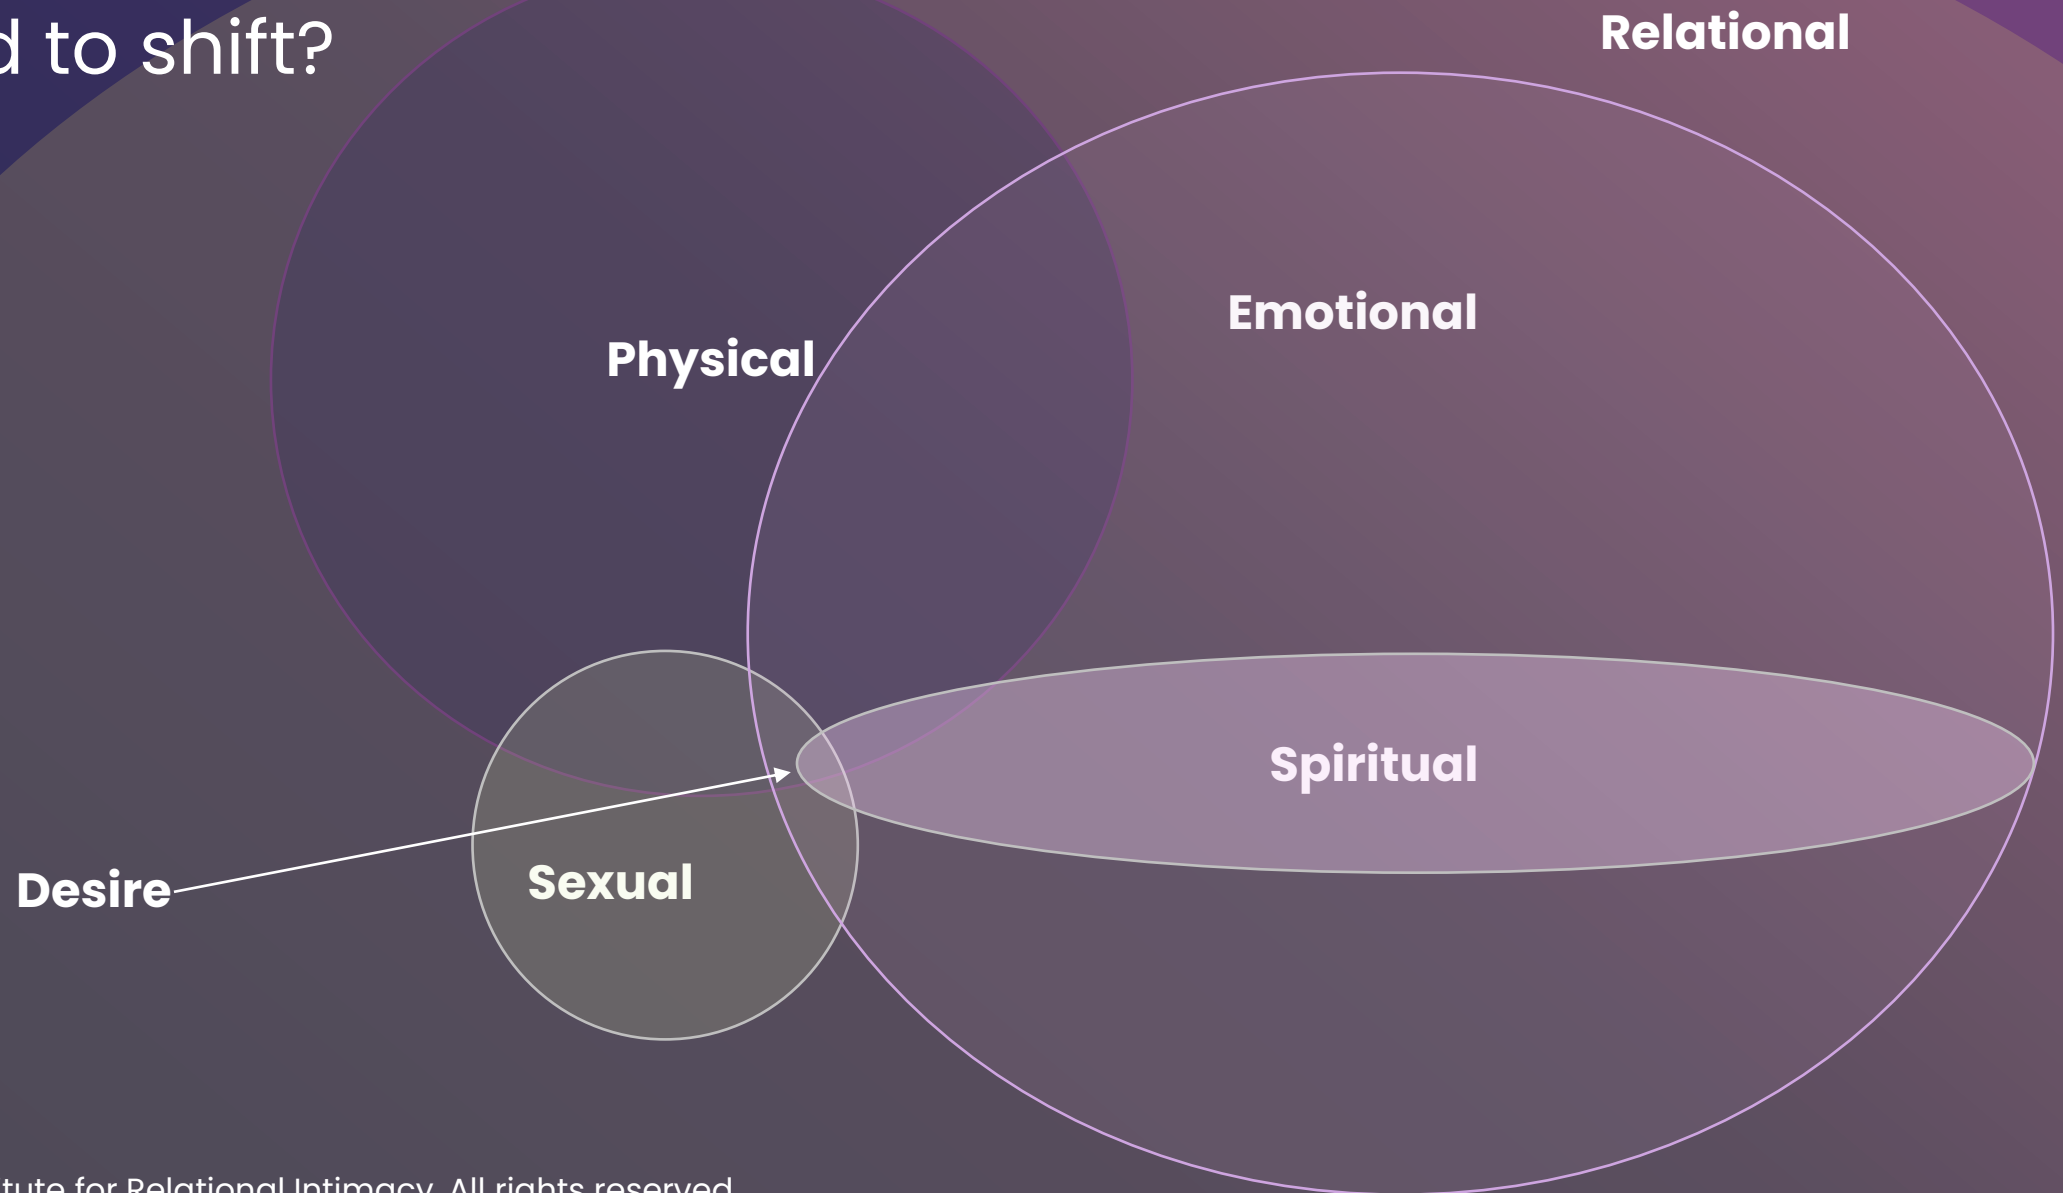 d to shift?
Relational
Emotional
Physical
Spiritual
Sexual
Desire
tute for Relational Intimacy. All rights reserved